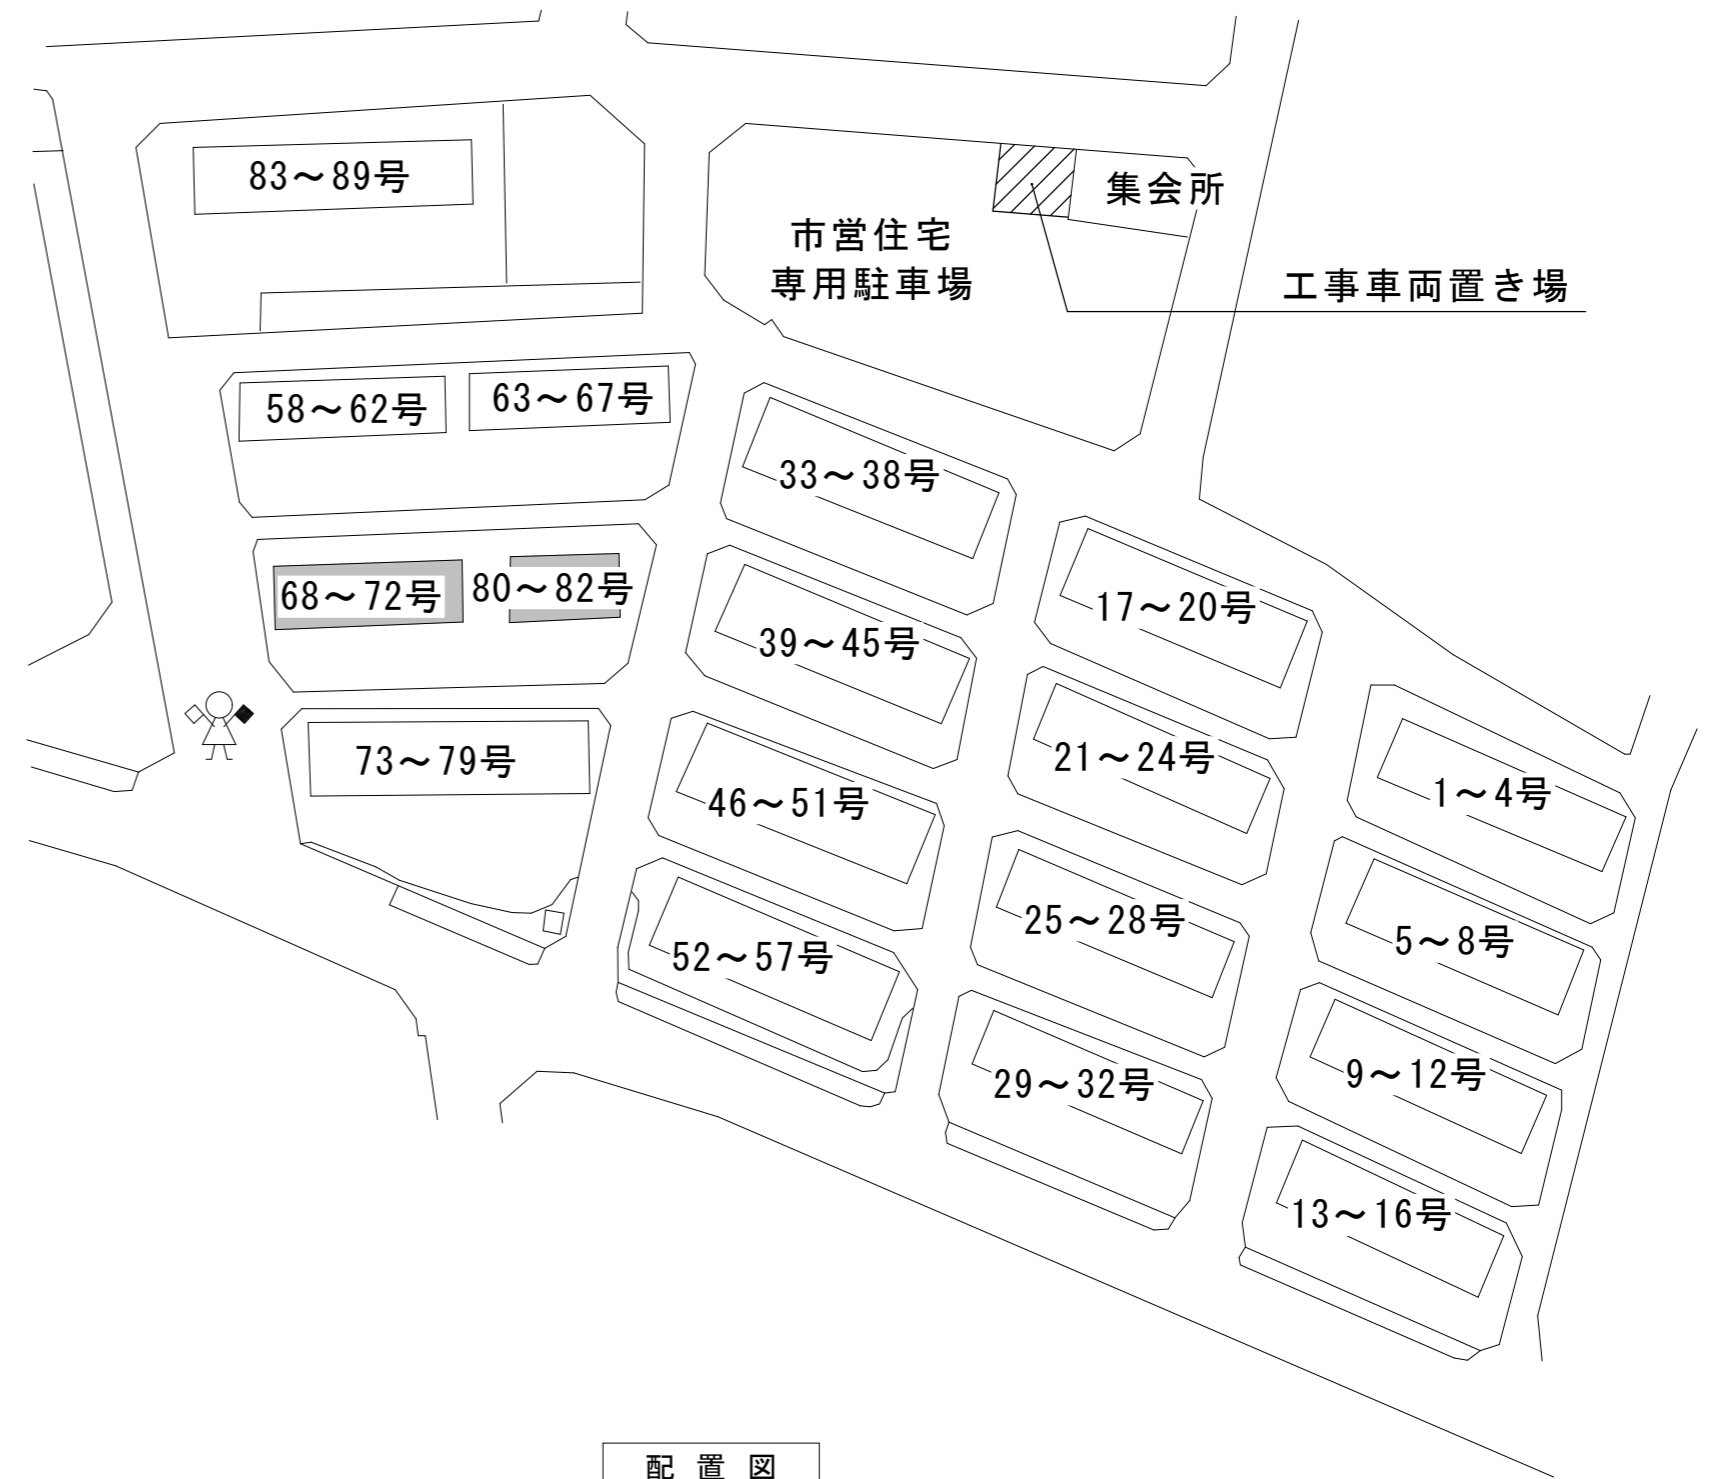 83～89号
集会所
市営住宅
専用駐車場
工事車両置き場
58～62号
63～67号
33～38号
68～72号
80～82号
17～20号
39～45号
73～79号
21～24号
46～51号
1～4号
25～28号
5～8号
52～57号
29～32号
9～12号
13～16号
配置図